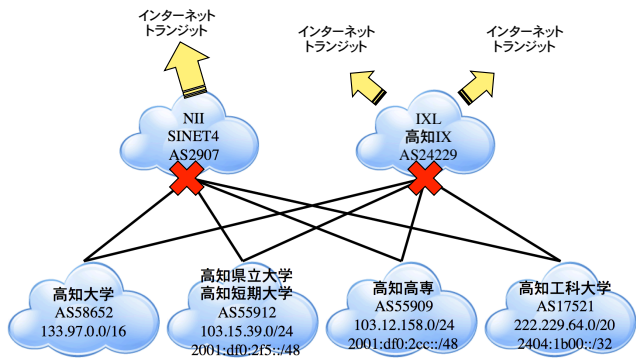 インターネット
トランジット
インターネット
トランジット
インターネット
トランジット
NII
SINET4
AS2907
IXL
高知IX
AS24229
高知大学
AS58652
133.97.0.0/16
高知県立大学
高知短期大学
AS55912
103.15.39.0/24
2001:df0:2f5::/48
高知高専
AS55909
103.12.158.0/24
2001:df0:2cc::/48
高知工科大学
AS17521
222.229.64.0/20
2404:1b00::/32